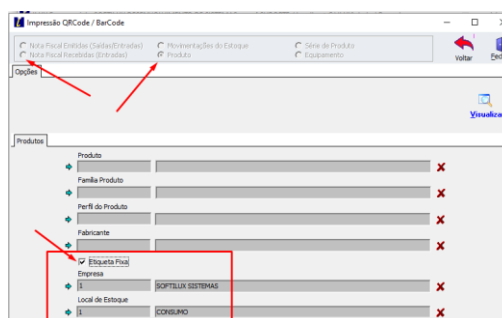 Impressão QRCode / BarCode
Nota Fiscal Emitidas (Saídas/Entradas)
Movimentações do Estoque
Série de Produto
Nota Fiscal Recebidas (Entradas)
Produto
Equipamento
Voltar
Opções
Produtos
Produto
Família Produto
Perfil do Produto
Fabricante
Etiqueta Fixa
Empresa
1
SOFTILUX SISTEMAS
Local de Estoque
1
CONSUMO